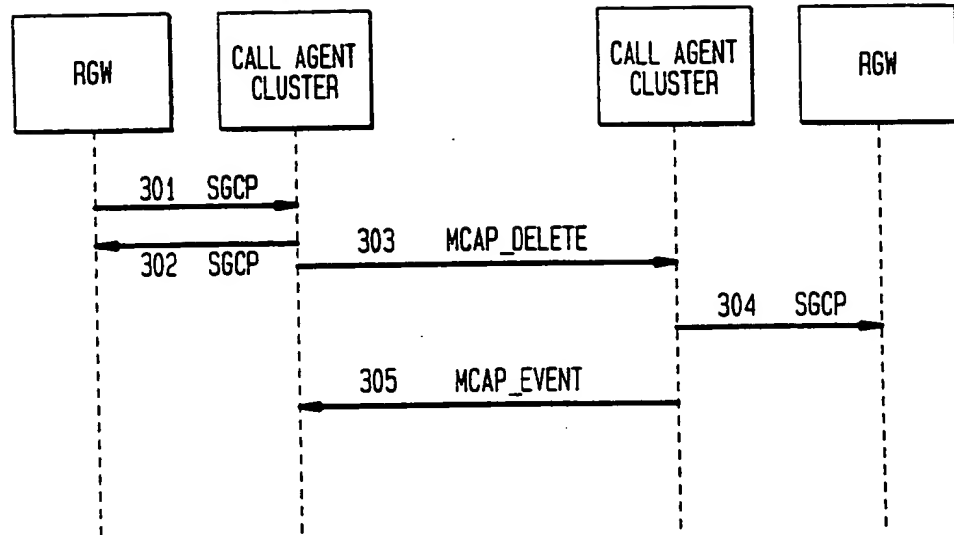 RGW
CALL AGENT
CLUSTER
CALL AGENT
CLUSTER
RGW
301 SGCP
302 SGCP
303 MCAP_DELETE
304 SGCP
305 MCAP_EVENT